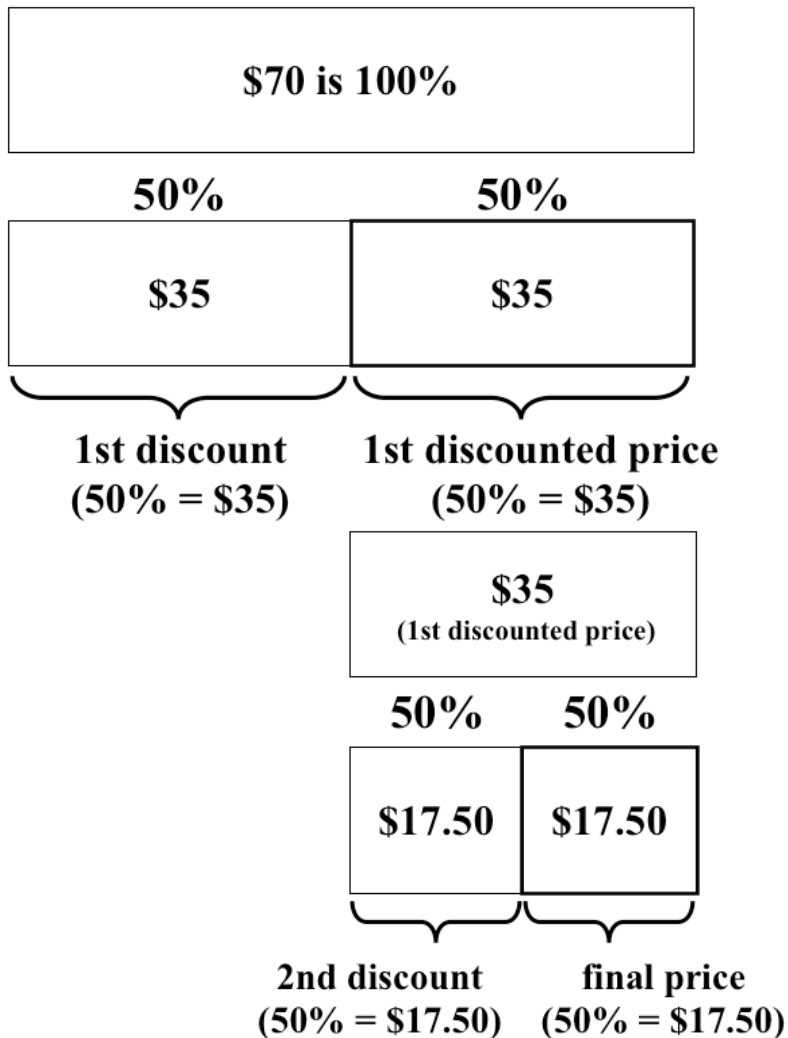 $70 is 100%
50% 50%
$35 $35
1st discount 1st discounted price
(50% = $35) (50% = $35)
$35
(1st discounted price)
50% 50%
$17.50 $17.50
2nd discount final price
(50% = $17.50) (50% = $17.50)